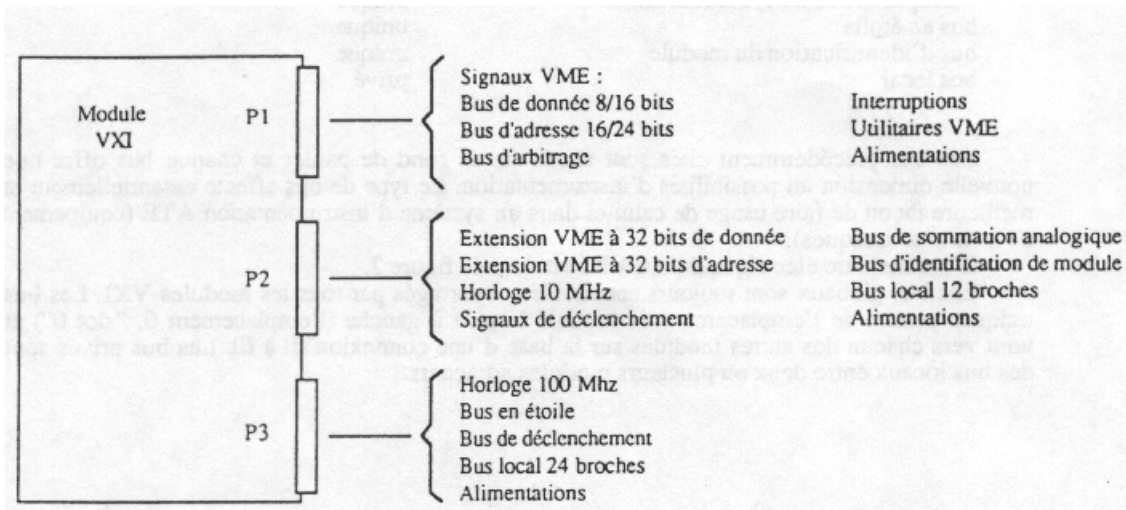 Module
VXI
P1
Signaux VME :
Bus de donnée 8/16 bits
Bus d'adresse 16/24 bits
Bus d'arbitrage
Interruptions
Utilitaires VME
Alimentations
P2
Extension VME à 32 bits de donnée
Extension VME à 32 bits d'adresse
Horloge 10 MHz
Signaux de déclenchement
Bus de sommation analogique
Bus d'identification de module
Bus local 12 broches
Alimentations
P3
Horloge 100 Mhz
Bus en étoile
Bus de déclenchement
Bus local 24 broches
Alimentations